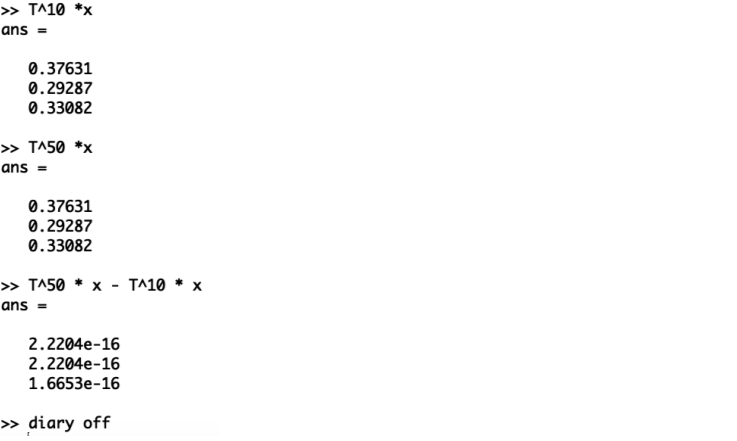 >> T^10 *x
ans =
0.37631
0.29287
0.33082
>> T^50 *x
ans =
0.37631
0.29287
0.33082
>> T^50 * x - T^10 * x
ans =
2.2204e-16
2.2204e-16
1.6653e-16
>> diary off